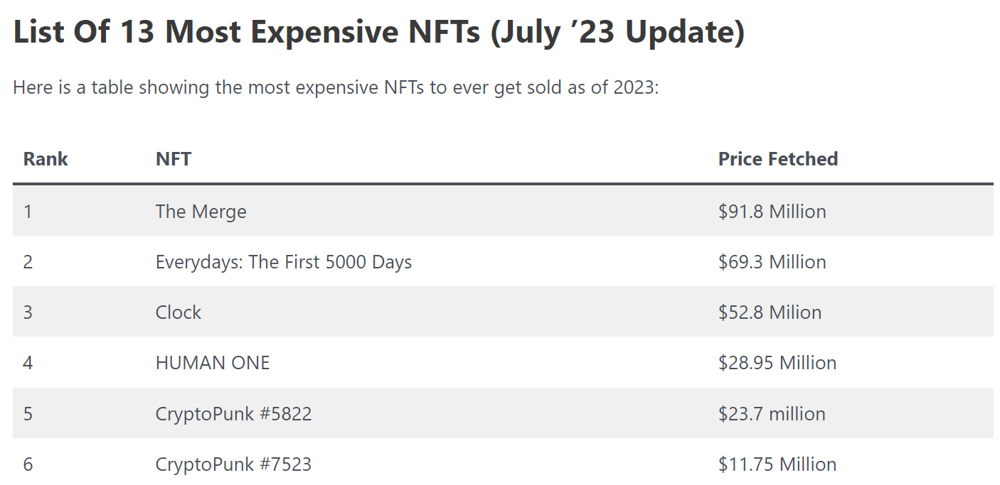 List Of 13 Most Expensive NFTs (July ’23 Update)
Here is a table showing the most expensive NFTs to ever get sold as of 2023:
Rank NFT Price Fetched
1 The Merge $91.8 Million
2 Everydays: The First 5000 Days $69.3 Million
3 Clock $52.8 Milion
4 HUMAN ONE $28.95 Million
5 CryptoPunk #5822 $23.7 million
6 CryptoPunk #7523 $11.75 Million